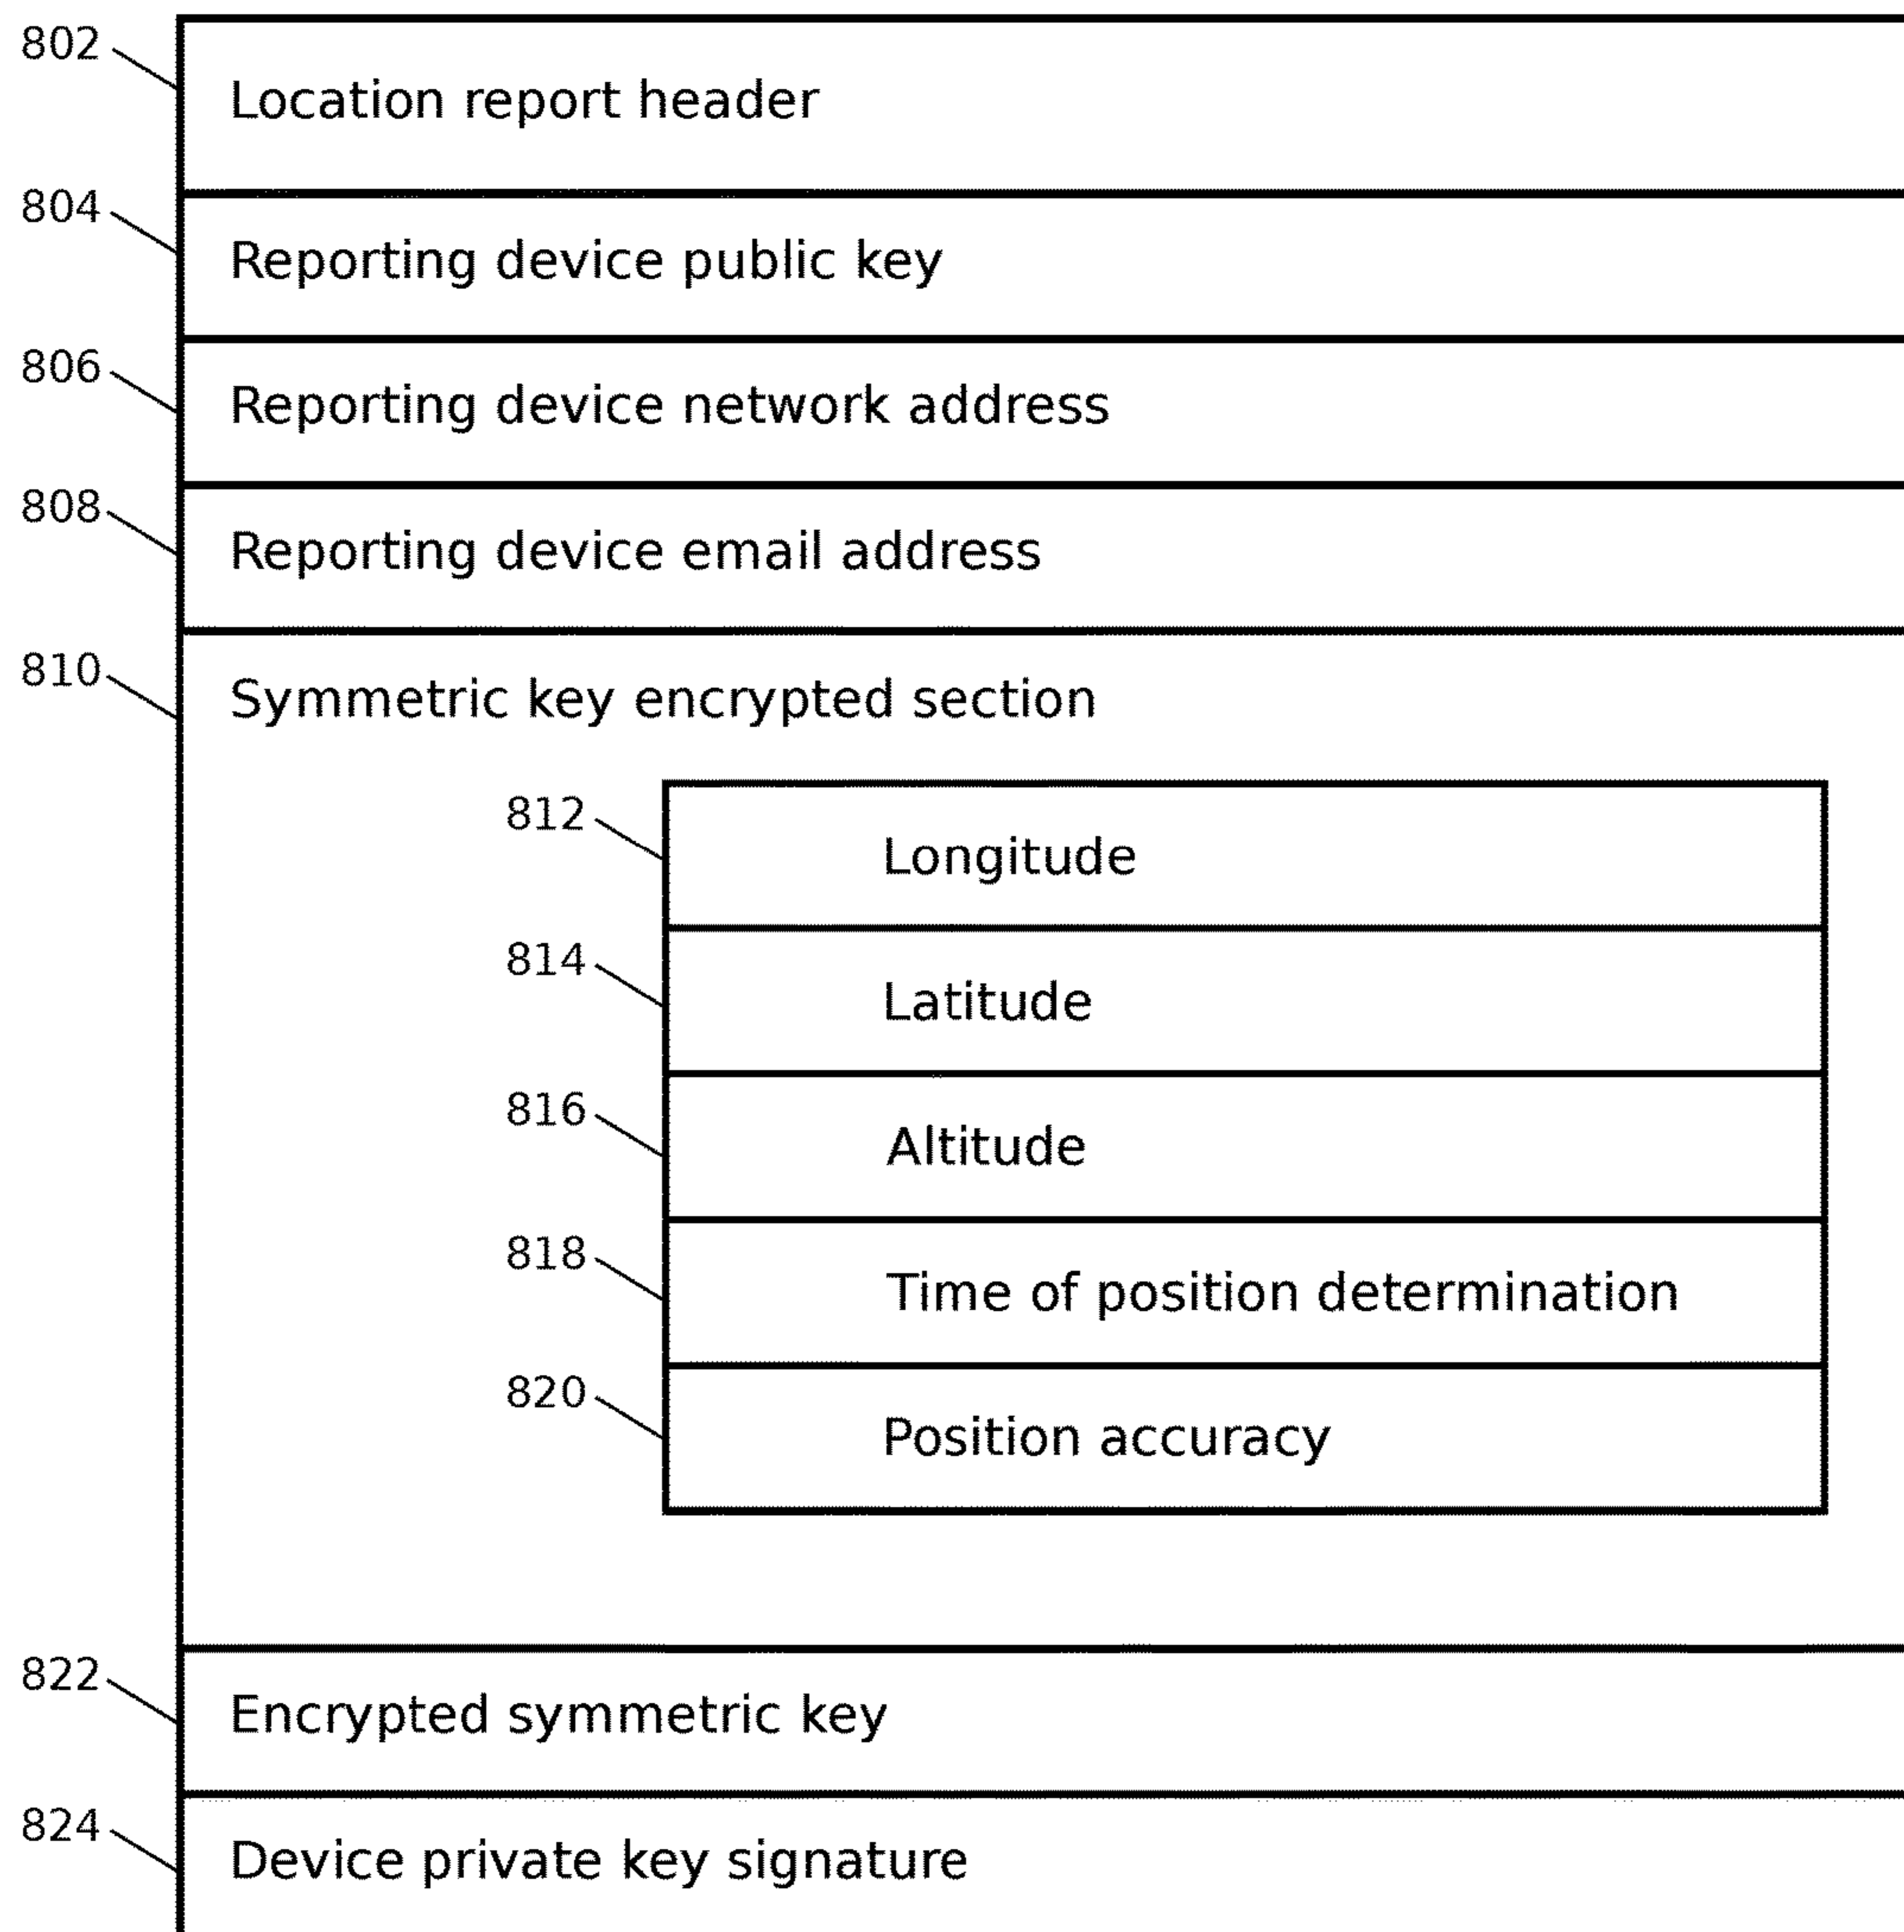 802
Location report header
804
Reporting device public key
806
Reporting device network address
808
Reporting device email address
810
Symmetric key encrypted section
812
Longitude
814
Latitude
816
Altitude
818
Time of position determination
820
Position accuracy
822
Encrypted symmetric key
824
Device private key signature